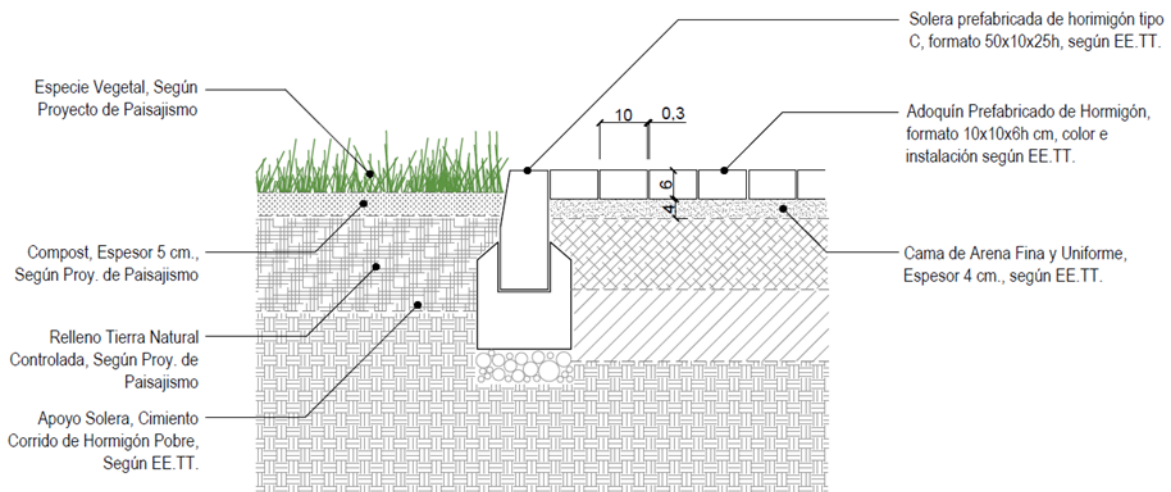 Solera prefabricada de horimigón tipo
C, formato 50x10x25h, según EE.TT.
Especie Vegetal, Según
Proyecto de Paisajismo
10
0,3
Adoquín Prefabricado de Hormigón,
formato 10x10x6h cm, color e
instalación según EE.TT.
6
4
Compost, Espesor 5 cm.,
Según Proy. de Paisajismo
Cama de Arena Fina y Uniforme,
Espesor 4 cm., según EE.TT.
Relleno Tierra Natural
Controlada, Según Proy. de
Paisajismo
Apoyo Solera, Cimiento
Corrido de Hormigón Pobre,
Según EE.TT.